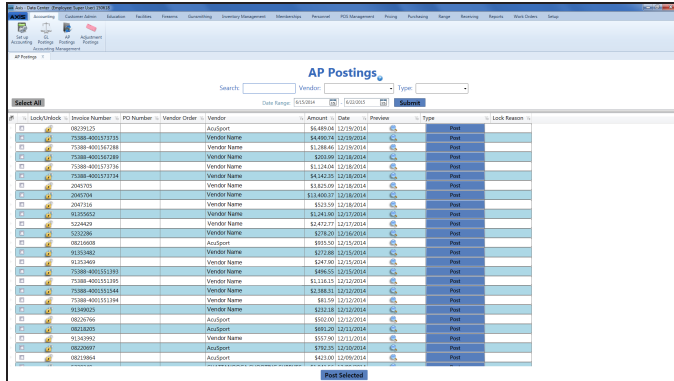 Axis - Data Center
AXIS Accounting Customer Admin Education Facilities Firearms Gunsmithing Inventory Management Memberships Personnel POS Management Pricing Purchasing Range Receiving Reports Work Orders Setup
Set up Accounting GL Postings AP Postings Adjustment Postings
Accounting Management
AP Postings
AP Postings
Search: Vendor: Type:
Select All Date Range: 6/15/2014 - 6/22/2015 Submit
Lock/Unlock Invoice Number PO Number Vendor Order Vendor Amount Date Preview Type Lock Reason
08239125 AcuSport $6,489.04 12/19/2014 Post
75388-4001573735 Vendor Name $4,490.74 12/19/2014 Post
75388-4001567288 Vendor Name $1,288.46 12/19/2014 Post
75388-4001567289 Vendor Name $203.99 12/18/2014 Post
75388-4001573736 Vendor Name $1,124.04 12/18/2014 Post
75388-4001573734 Vendor Name $4,142.35 12/18/2014 Post
2045705 Vendor Name $3,825.09 12/18/2014 Post
2045704 Vendor Name $13,400.37 12/18/2014 Post
2047316 Vendor Name $523.59 12/18/2014 Post
91355652 Vendor Name $1,241.90 12/17/2014 Post
5224429 Vendor Name $2,472.77 12/17/2014 Post
5232286 Vendor Name $278.20 12/16/2014 Post
08216608 AcuSport $935.50 12/15/2014 Post
91353482 Vendor Name $272.88 12/15/2014 Post
91353469 Vendor Name $247.90 12/15/2014 Post
75388-4001551393 Vendor Name $496.55 12/15/2014 Post
75388-4001551395 Vendor Name $1,116.15 12/12/2014 Post
75388-4001551544 Vendor Name $2,388.31 12/12/2014 Post
75388-4001551394 Vendor Name $81.59 12/12/2014 Post
91349025 Vendor Name $232.18 12/12/2014 Post
08226766 AcuSport $502.00 12/12/2014 Post
08218205 AcuSport $691.20 12/11/2014 Post
91343992 Vendor Name $557.90 12/11/2014 Post
08220697 AcuSport $792.35 12/10/2014 Post
08219864 AcuSport $423.00 12/09/2014 Post
Post Selected